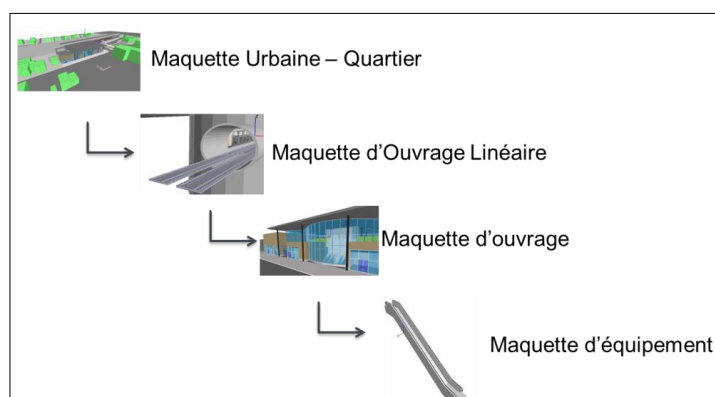 Maquette Urbaine – Quartier
Maquette d’Ouvrage Linéaire
Maquette d’ouvrage
Maquette d’équipement